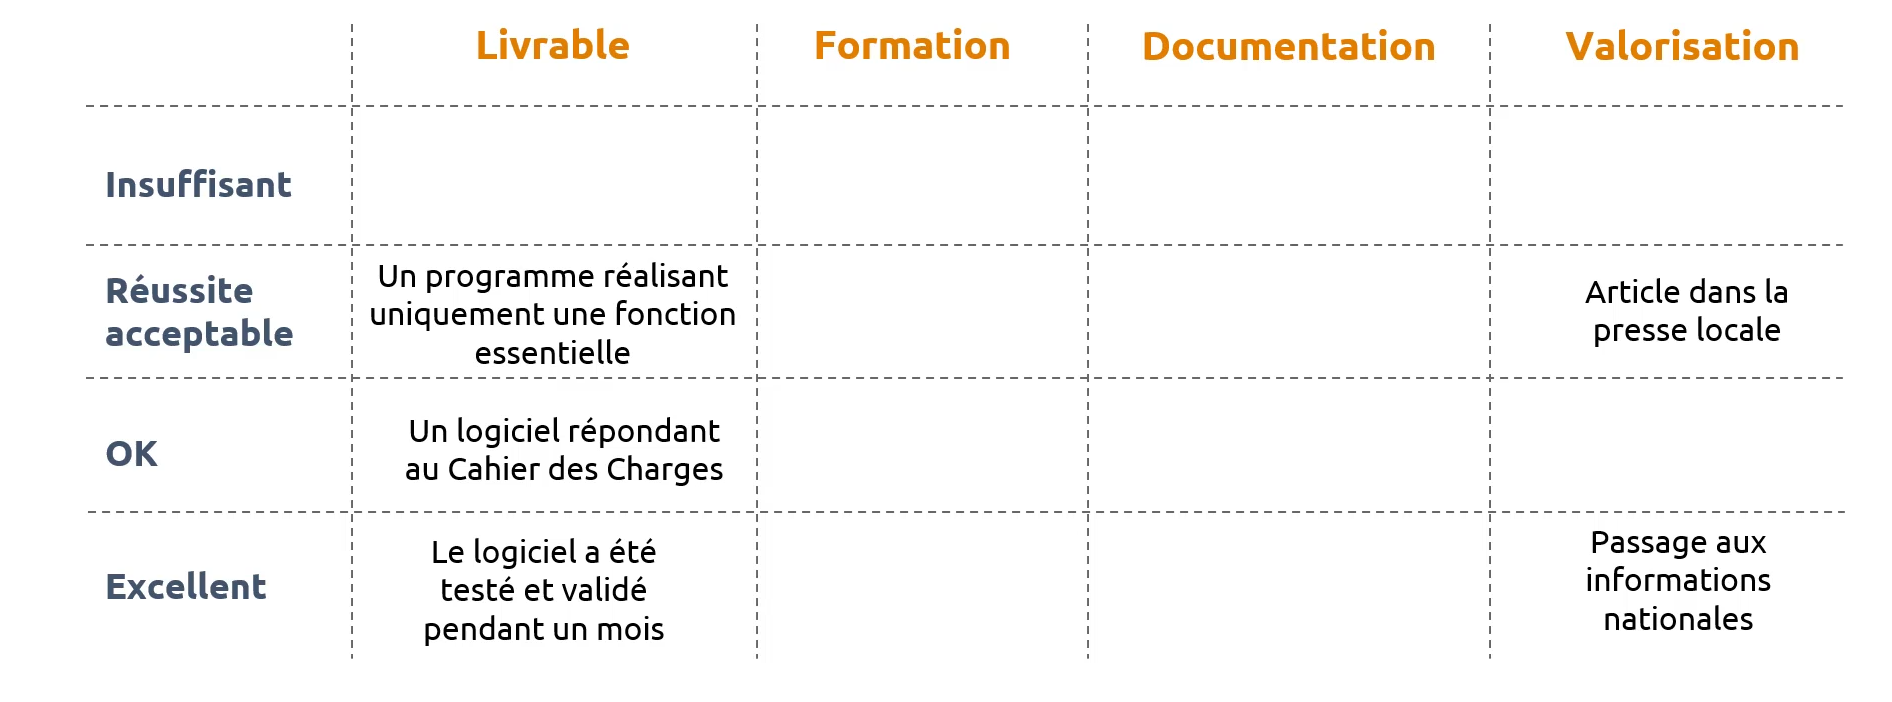 Livrable Formation Documentation Valorisation
Insuffisant
Réussite
acceptable
Un programme réalisant
uniquement une fonction
essentielle
Article dans la
presse locale
OK
Un logiciel répondant
au Cahier des Charges
Excellent
Le logiciel a été
testé et validé
pendant un mois
Passage aux
informations
nationales